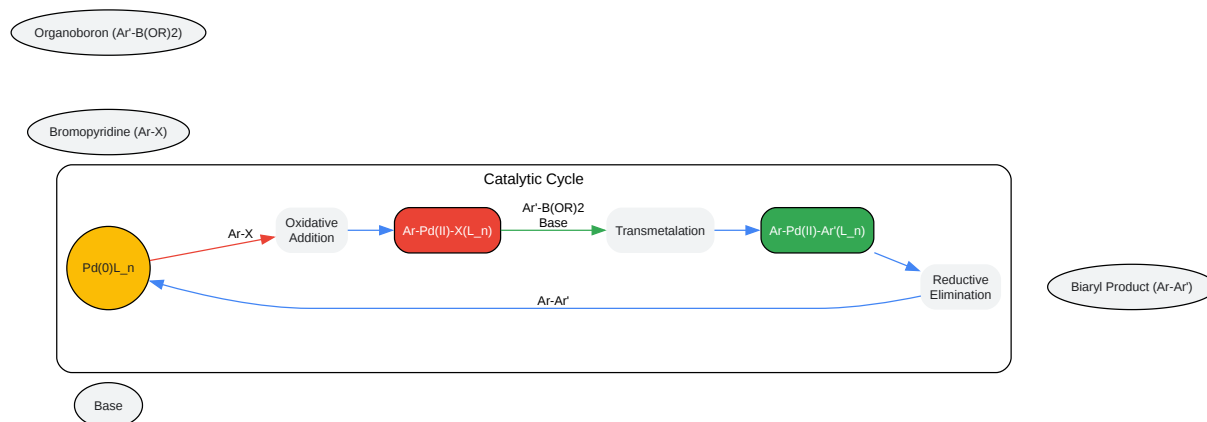 Organoboron (Ar'-B(OR)2)
Bromopyridine (Ar-X)
Catalytic Cycle
Pd(0)L_n
Ar-X
Oxidative
Addition
Ar-Pd(II)-X(L_n)
Ar'-B(OR)2
Base
Transmetalation
Ar-Pd(II)-Ar'(L_n)
Reductive
Elimination
Ar-Ar'
Biaryl Product (Ar-Ar')
Base